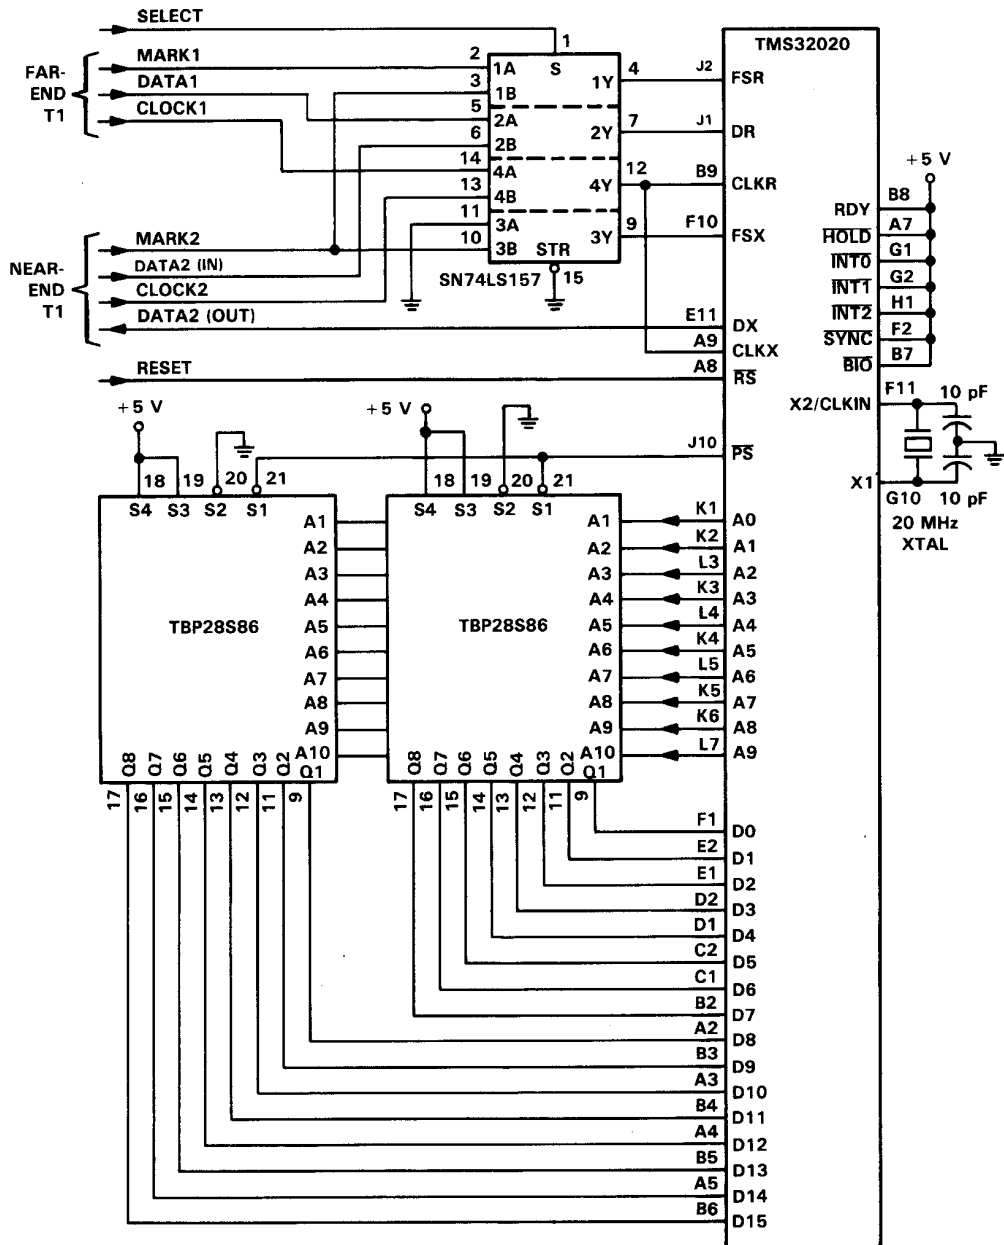 SELECT
1
TMS32020
FAR-
END
T1
MARK1
2
1A
S
1Y
4
J2
FSR
DATA1
3
1B
CLOCK1
5
2A
2Y
7
J1
DR
6
2B
14
4A
4Y
12
B9
CLKR
13
4B
11
3A
3Y
9
F10
FSX
10
3B
STR
15
SN74LS157
NEAR-
END
T1
MARK2
DATA2 (IN)
CLOCK2
DATA2 (OUT)
E11
DX
A9
CLKX
RESET
A8
RS
+5 V
RDY
B8
HOLD
A7
INT0
G1
INT1
G2
INT2
H1
SYNC
F2
BIO
B7
X2/CLKIN
F11
10 pF
X1
G10
10 pF
20 MHz
XTAL
J10
PS
+5 V
18
19
20
21
S4
S3
S2
S1
TBP28S86
A1
A2
A3
A4
A5
A6
A7
A8
A9
A10
Q8
Q7
Q6
Q5
Q4
Q3
Q2
Q1
17
16
15
14
13
12
11
9
+5 V
18
19
20
21
S4
S3
S2
S1
TBP28S86
A1
A2
A3
A4
A5
A6
A7
A8
A9
A10
Q8
Q7
Q6
Q5
Q4
Q3
Q2
Q1
17
16
15
14
13
12
11
9
K1
A0
K2
A1
L3
A2
K3
A3
L4
A4
K4
A5
L5
A6
K5
A7
K6
A8
L7
A9
F1
D0
E2
D1
E1
D2
D2
D3
D1
D4
C2
D5
C1
D6
B2
D7
A2
D8
B3
D9
A3
D10
B4
D11
A4
D12
B5
D13
A5
D14
B6
D15